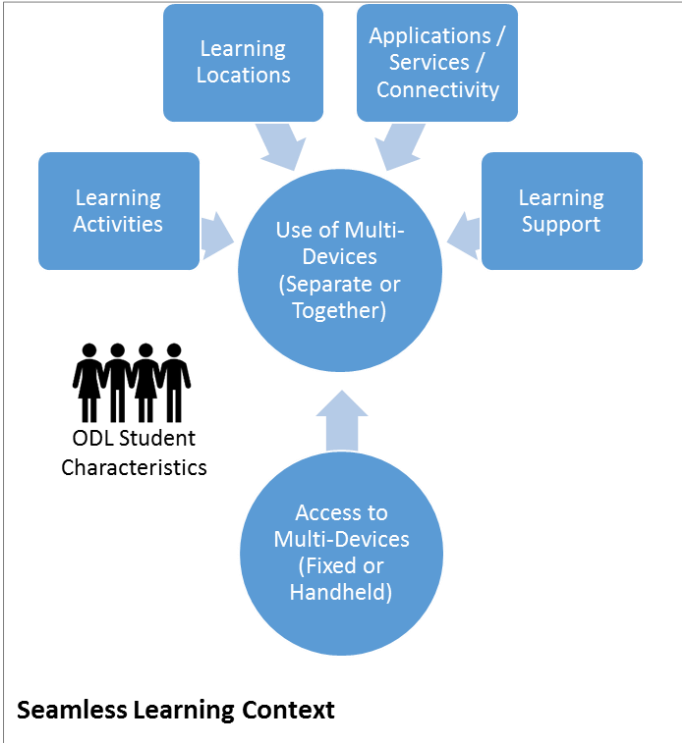 Learning
Locations
Applications /
Services /
Connectivity
Learning
Activities
Learning
Support
Use of Multi-
Devices
(Separate or
Together)
ODL Student
Characteristics
Access to
Multi-Devices
(Fixed or
Handheld)
Seamless Learning Context